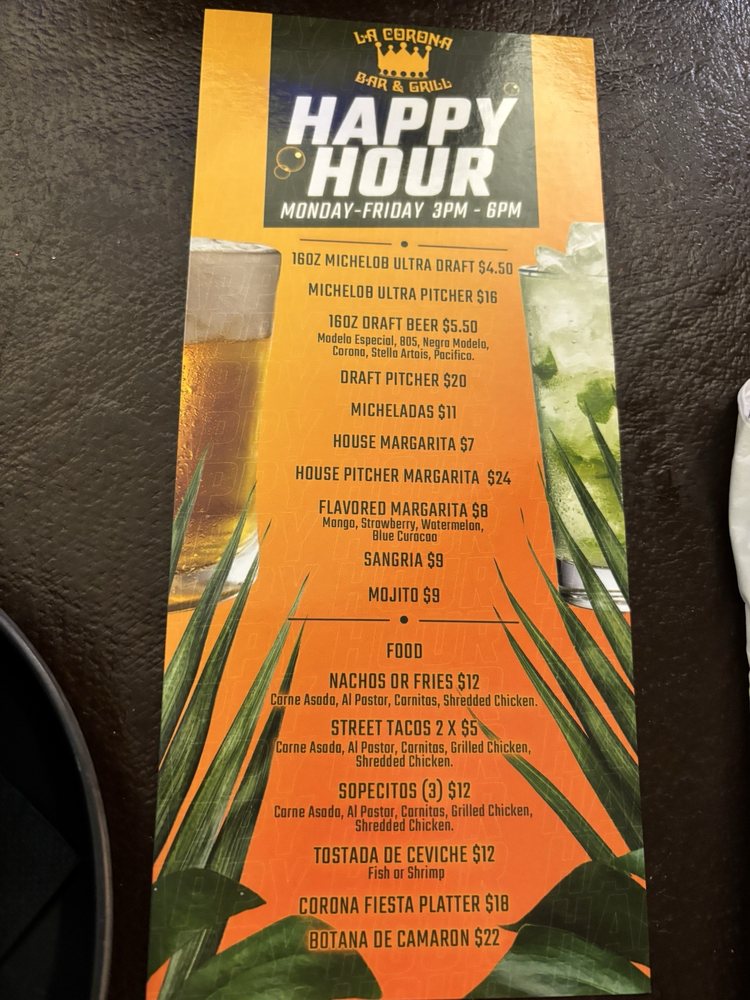 LA CORONA
BAR & GRILL
HAPPY
HOUR
MONDAY-FRIDAY 3PM - 6PM
16OZ MICHELOB ULTRA DRAFT $4.50
MICHELOB ULTRA PITCHER $16
16OZ DRAFT BEER $5.50
Modelo Especial, 805, Negra Modelo,
Corona, Stella Artois, Pacifico.
DRAFT PITCHER $20
MICHELADAS $11
HOUSE MARGARITA $7
HOUSE PITCHER MARGARITA $24
FLAVORED MARGARITA $8
Mango, Strawberry, Watermelon,
Blue Curacao
SANGRIA $9
MOJITO $9
FOOD
NACHOS OR FRIES $12
Carne Asada, Al Pastor, Carnitas, Shredded Chicken.
STREET TACOS 2 X $5
Carne Asada, Al Pastor, Carnitas, Grilled Chicken,
Shredded Chicken.
SOPECITOS (3) $12
Carne Asada, Al Pastor, Carnitas, Grilled Chicken,
Shredded Chicken.
TOSTADA DE CEVICHE $12
Fish or Shrimp
CORONA FIESTA PLATTER $18
BOTANA DE CAMARON $22